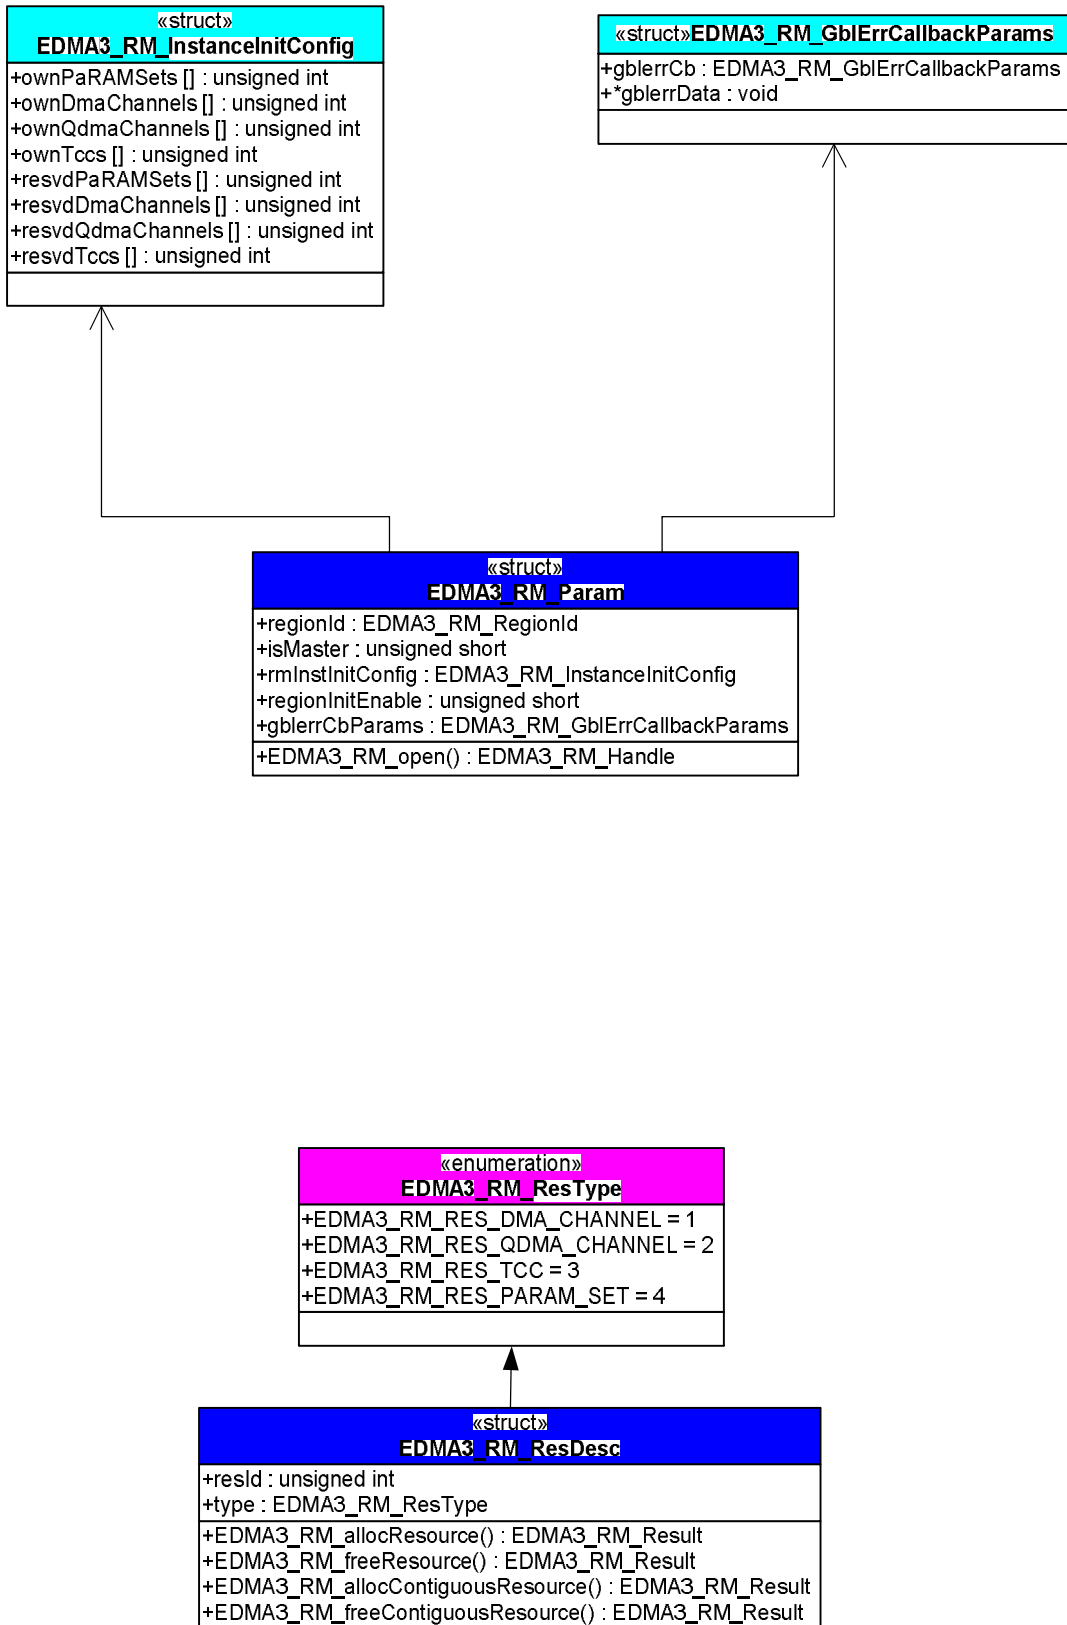 «struct»
EDMA3_RM_InstanceInitConfig
+ownPaRAMSets [] : unsigned int
+ownDmaChannels [] : unsigned int
+ownQdmaChannels [] : unsigned int
+ownTccs [] : unsigned int
+resvdPaRAMSets [] : unsigned int
+resvdDmaChannels [] : unsigned int
+resvdQdmaChannels [] : unsigned int
+resvdTccs [] : unsigned int
«struct»EDMA3_RM_GblErrCallbackParams
+gblerrCb : EDMA3_RM_GblErrCallbackParams
+*gblerrData : void
«struct»
EDMA3_RM_Param
+regionId : EDMA3_RM_RegionId
+isMaster : unsigned short
+rmInstInitConfig : EDMA3_RM_InstanceInitConfig
+regionInitEnable : unsigned short
+gblerrCbParams : EDMA3_RM_GblErrCallbackParams
+EDMA3_RM_open() : EDMA3_RM_Handle
«enumeration»
EDMA3_RM_ResType
+EDMA3_RM_RES_DMA_CHANNEL = 1
+EDMA3_RM_RES_QDMA_CHANNEL = 2
+EDMA3_RM_RES_TCC = 3
+EDMA3_RM_RES_PARAM_SET = 4
«struct»
EDMA3_RM_ResDesc
+resId : unsigned int
+type : EDMA3_RM_ResType
+EDMA3_RM_allocResource() : EDMA3_RM_Result
+EDMA3_RM_freeResource() : EDMA3_RM_Result
+EDMA3_RM_allocContiguousResource() : EDMA3_RM_Result
+EDMA3_RM_freeContiguousResource() : EDMA3_RM_Result